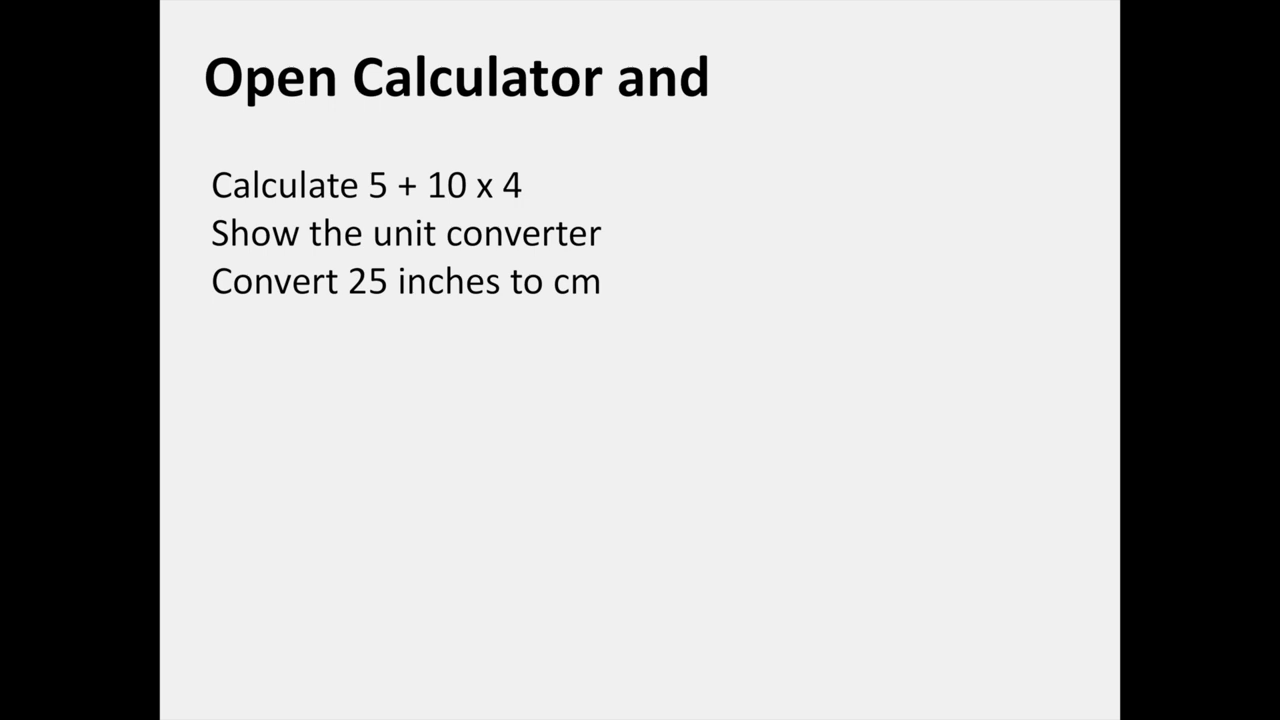 Open Calculator and
Calculate 5 + 10 x 4
Show the unit converter
Convert 25 inches to cm